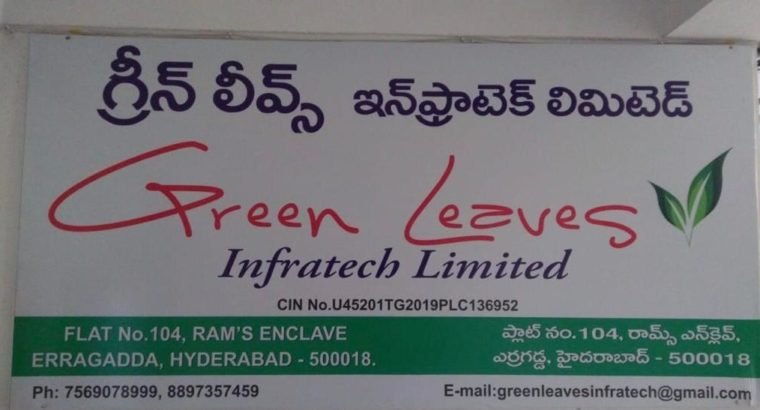 గ్రీన్ లీవ్స్ ఇన్‌ఫ్రాటెక్ లిమిటెడ్
Green Leaves
Infratech Limited
CIN No.U45201TG2019PLC136952
FLAT No.104, RAM'S ENCLAVE
ERRAGADDA, HYDERABAD - 500018.
ప్లాట్ నం.104, రామ్స్ ఎన్‌క్లైవ్,
ఎర్రగడ్డ, హైదరాబాద్ - 500018
Ph: 7569078999, 8897357459
E-mail:greenleavesinfratech@gmail.com